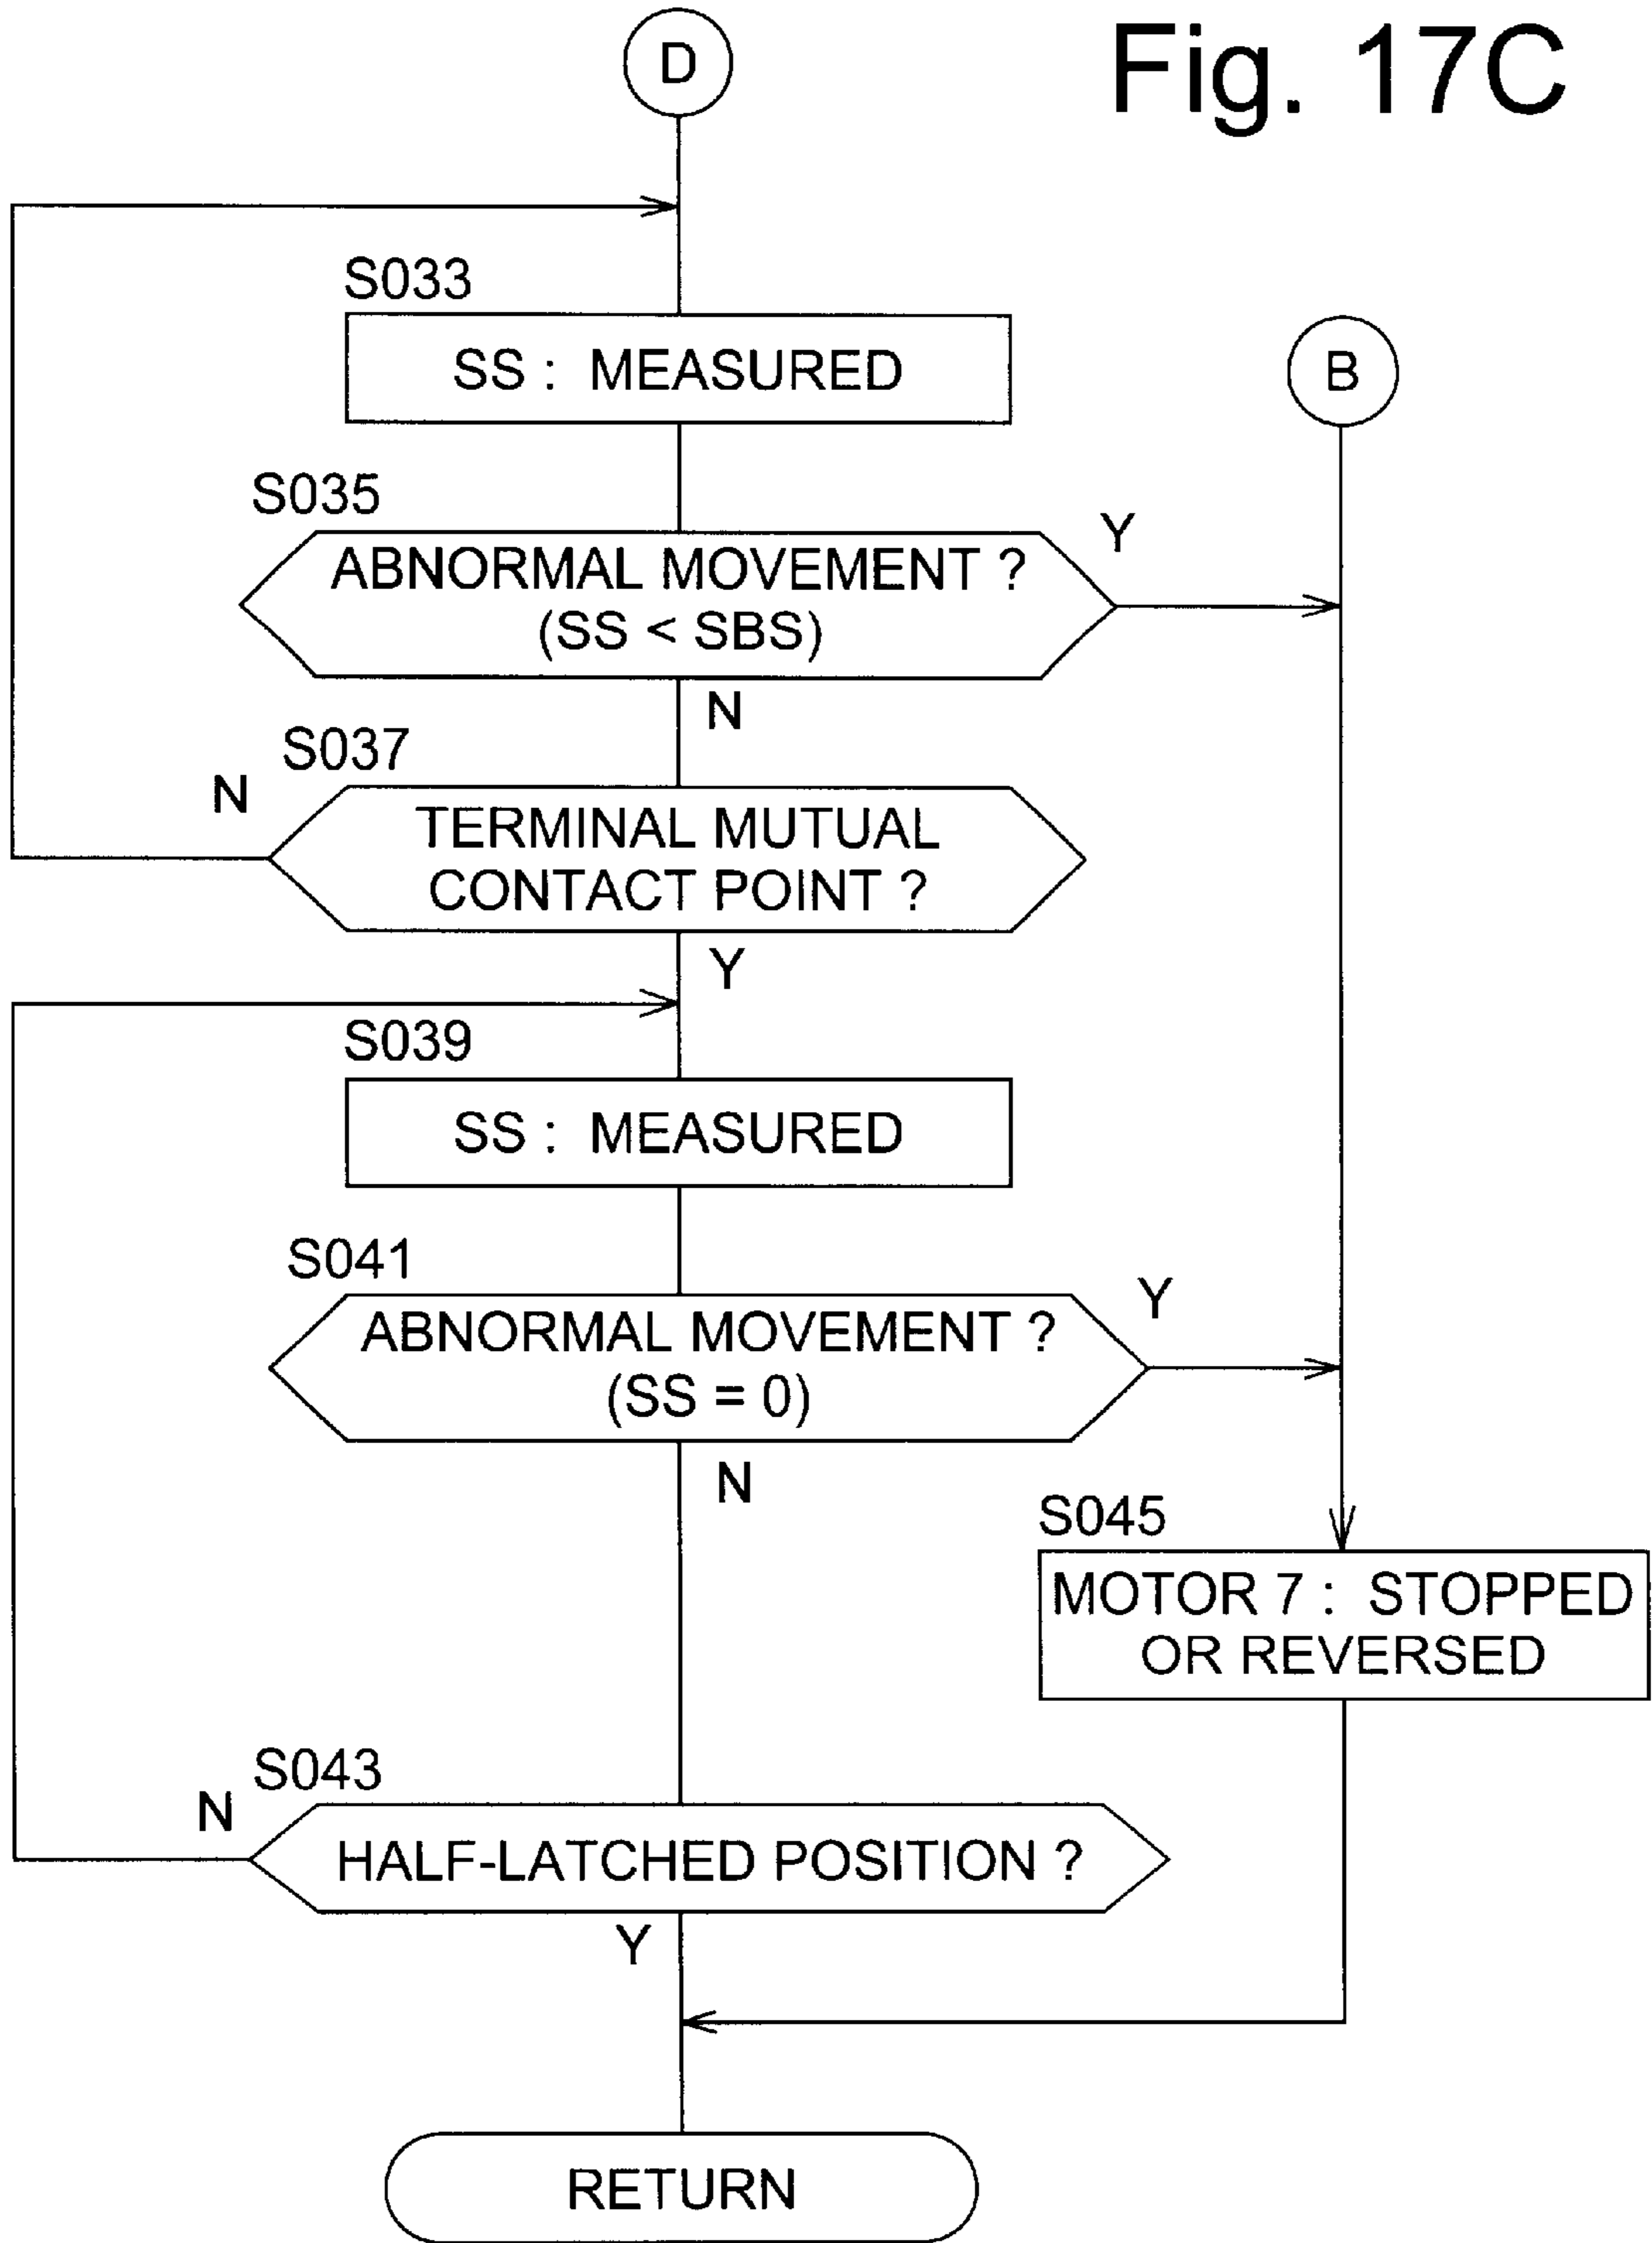 Fig. 17C
D
S033
SS : MEASURED
B
S035
ABNORMAL MOVEMENT ?
(SS < SBS)
Y
N
S037
N
TERMINAL MUTUAL
CONTACT POINT ?
Y
S039
SS : MEASURED
S041
ABNORMAL MOVEMENT ?
(SS = 0)
Y
N
S045
MOTOR 7 : STOPPED
OR REVERSED
S043
N
HALF-LATCHED POSITION ?
Y
RETURN